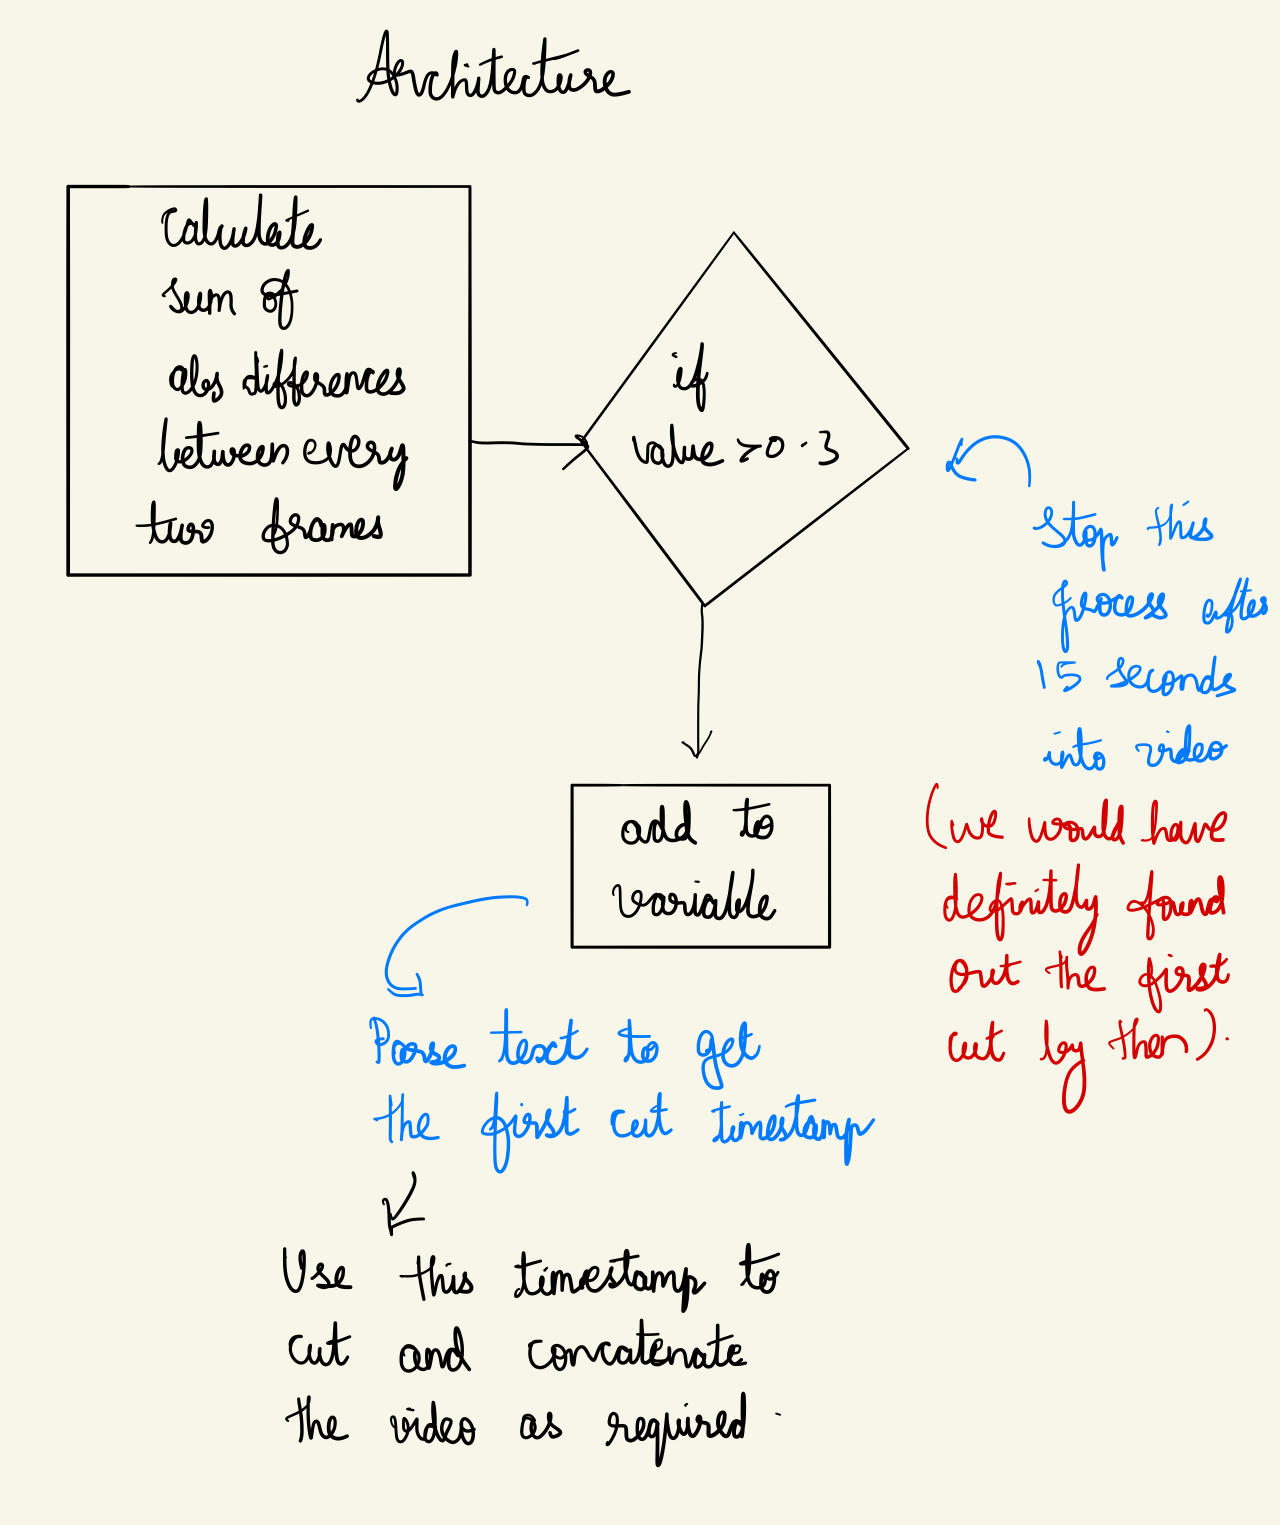 Architecture
Calculate
sum of
abs differences
between every
two frames
if
value > 0.3
Stop this
process after
15 seconds
into video
(we would have
definitely found
out the first
cut by then).
add to
variable
Parse text to get
the first cut timestamp
Use this timestamp to
cut and concatenate
the video as required.